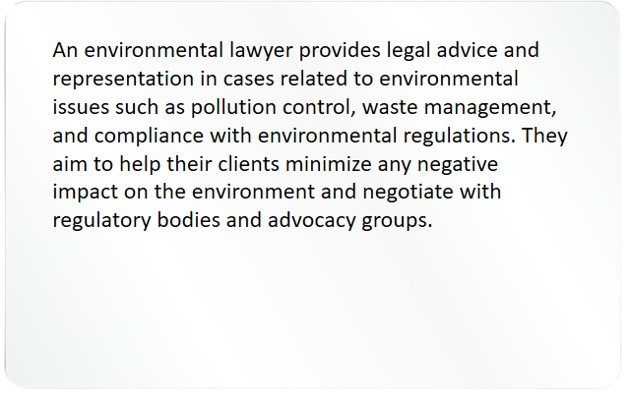 An environmental lawyer provides legal advice and
representation in cases related to environmental
issues such as pollution control, waste management,
and compliance with environmental regulations. They
aim to help their clients minimize any negative
impact on the environment and negotiate with
regulatory bodies and advocacy groups.